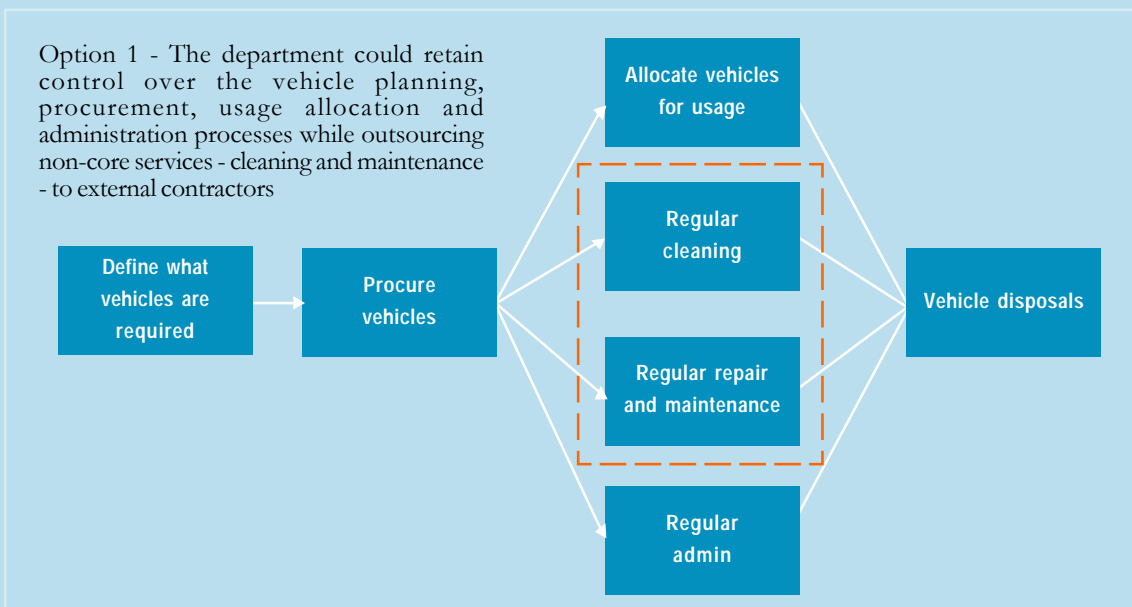 Option 1 - The department could retain
control over the vehicle planning,
procurement, usage allocation and
administration processes while outsourcing
non-core services - cleaning and maintenance
- to external contractors
Define what
vehicles are
required
Procure
vehicles
Allocate vehicles
for usage
Regular
cleaning
Regular repair
and maintenance
Regular
admin
Vehicle disposals